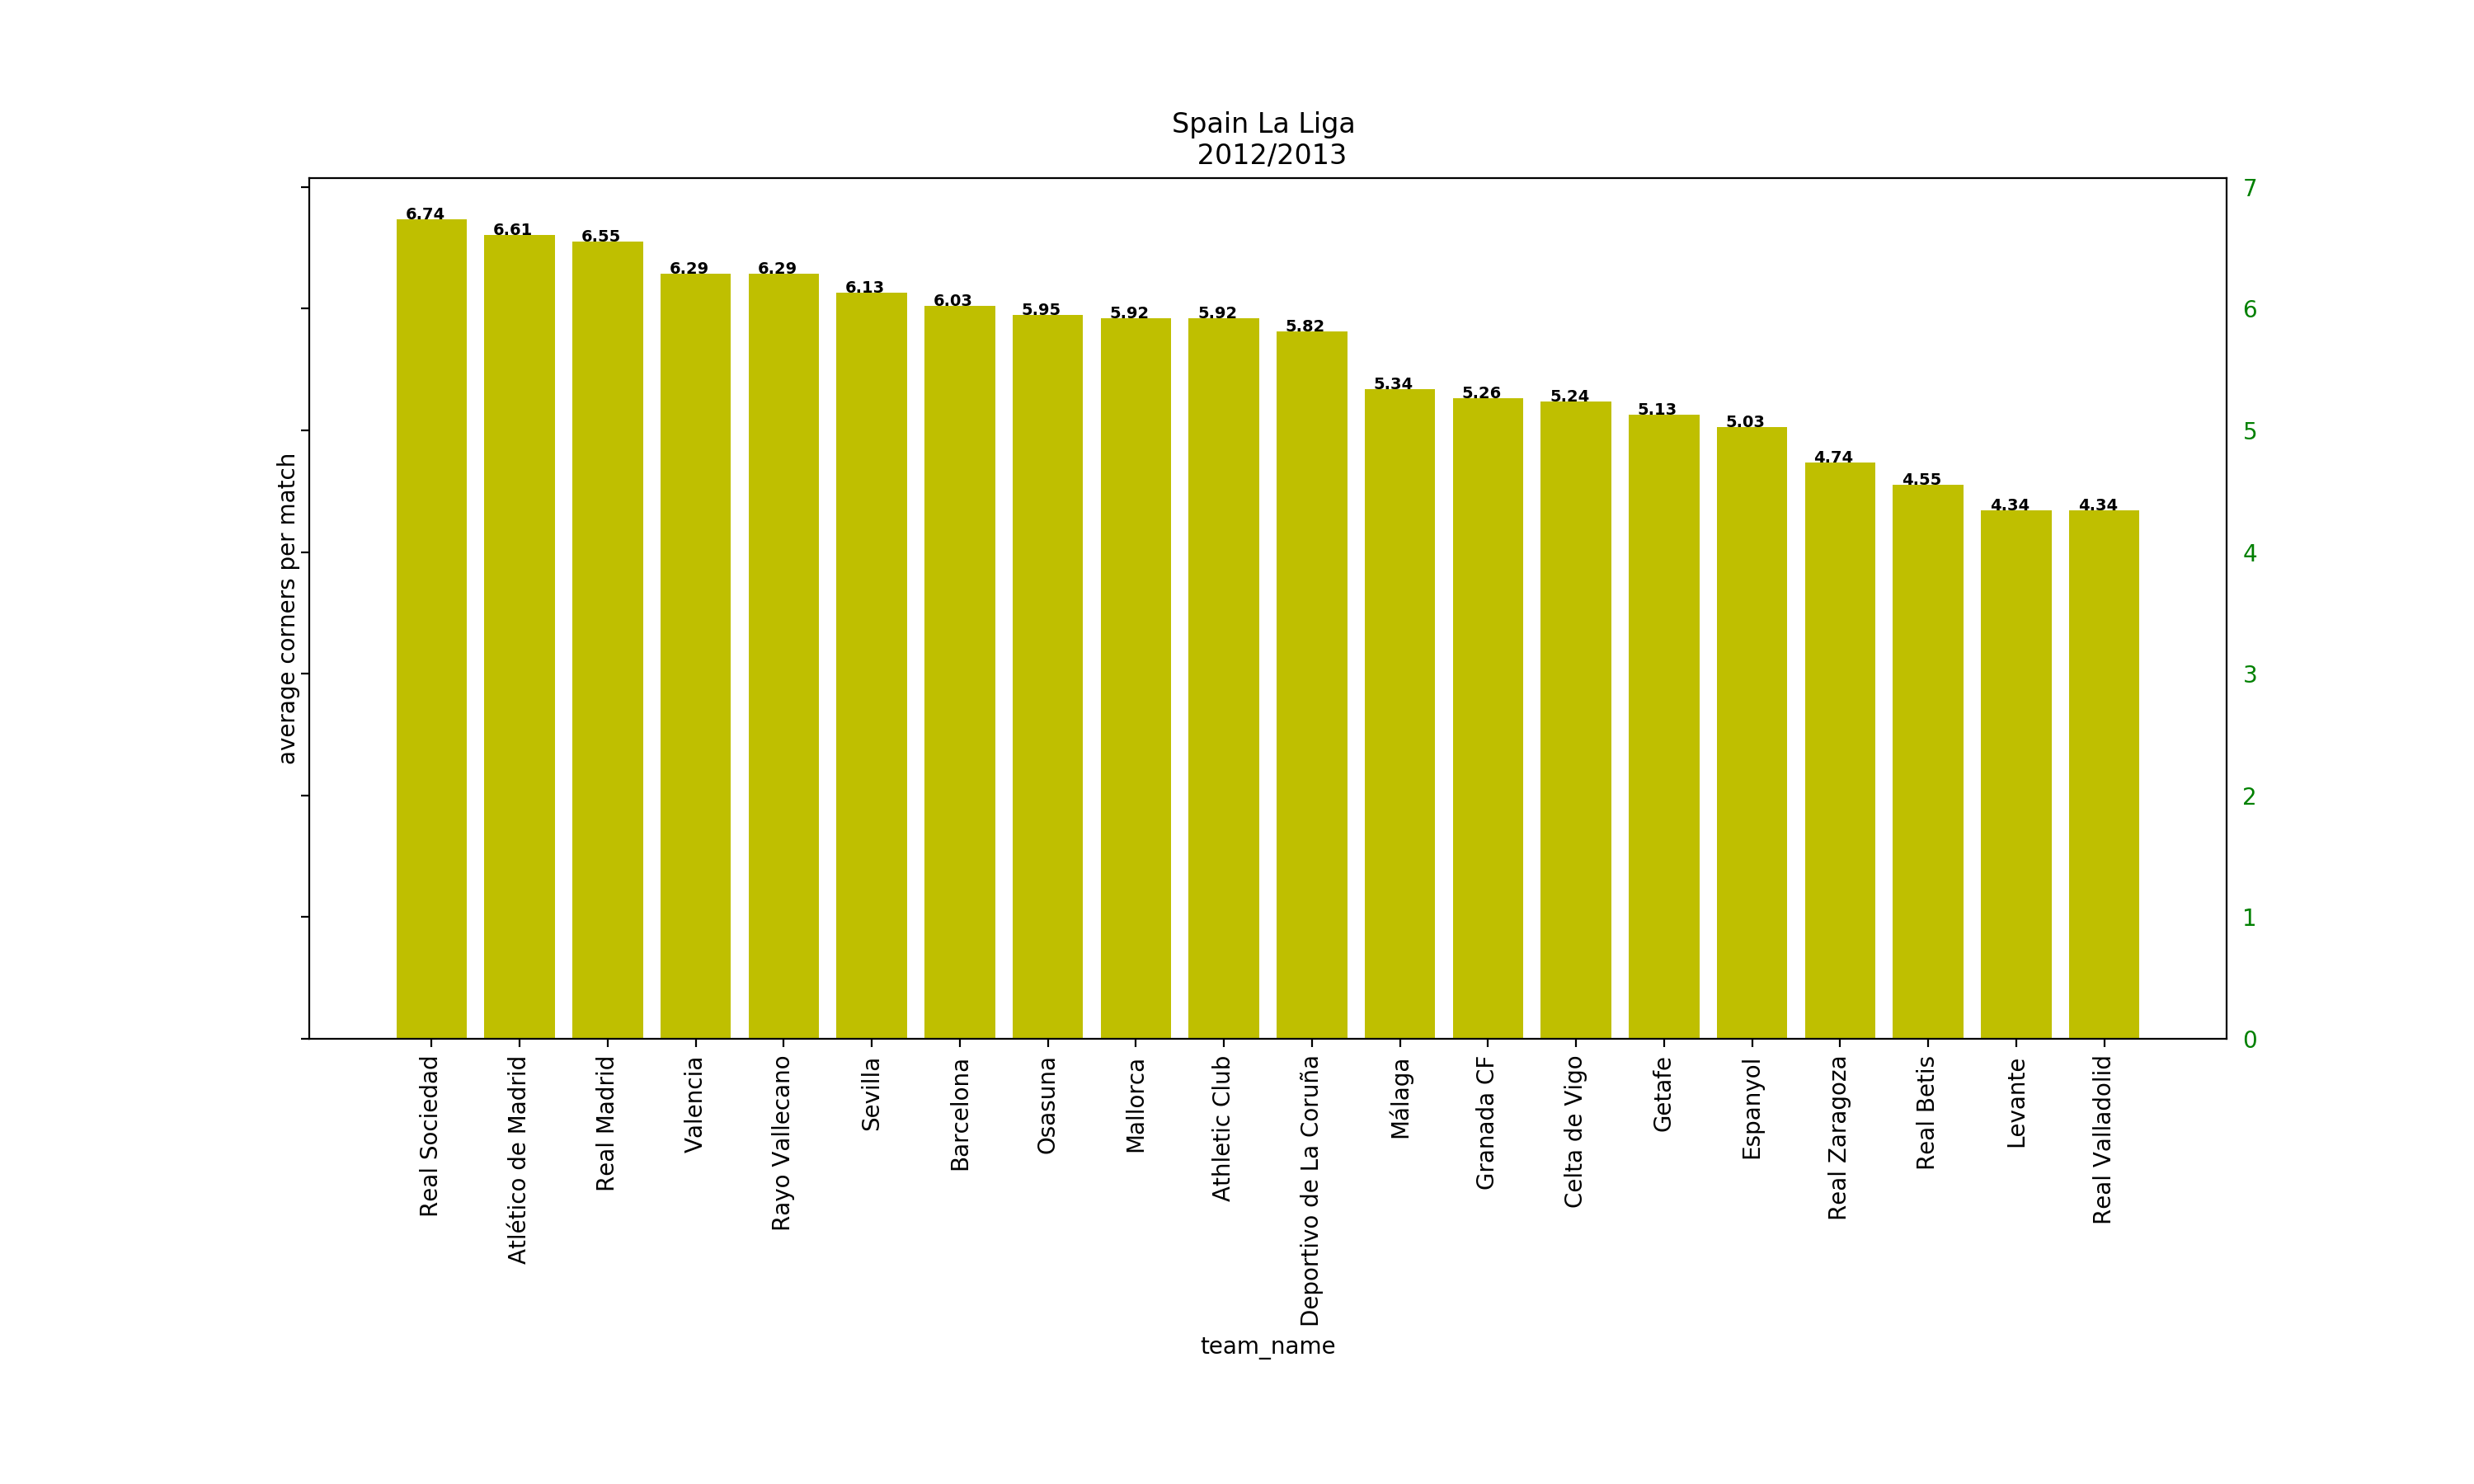 Spain La Liga
2012/2013
average corners per match
7
6
5
4
3
2
1
0
6.74
6.61
6.55
6.29
6.29
6.13
6.03
5.95
5.92
5.92
5.82
5.34
5.26
5.24
5.13
5.03
4.74
4.55
4.34
4.34
Real Sociedad
Atlético de Madrid
Real Madrid
Valencia
Rayo Vallecano
Sevilla
Barcelona
Osasuna
Mallorca
Athletic Club
Deportivo de La Coruña
Málaga
Granada CF
Celta de Vigo
Getafe
Espanyol
Real Zaragoza
Real Betis
Levante
Real Valladolid
team_name